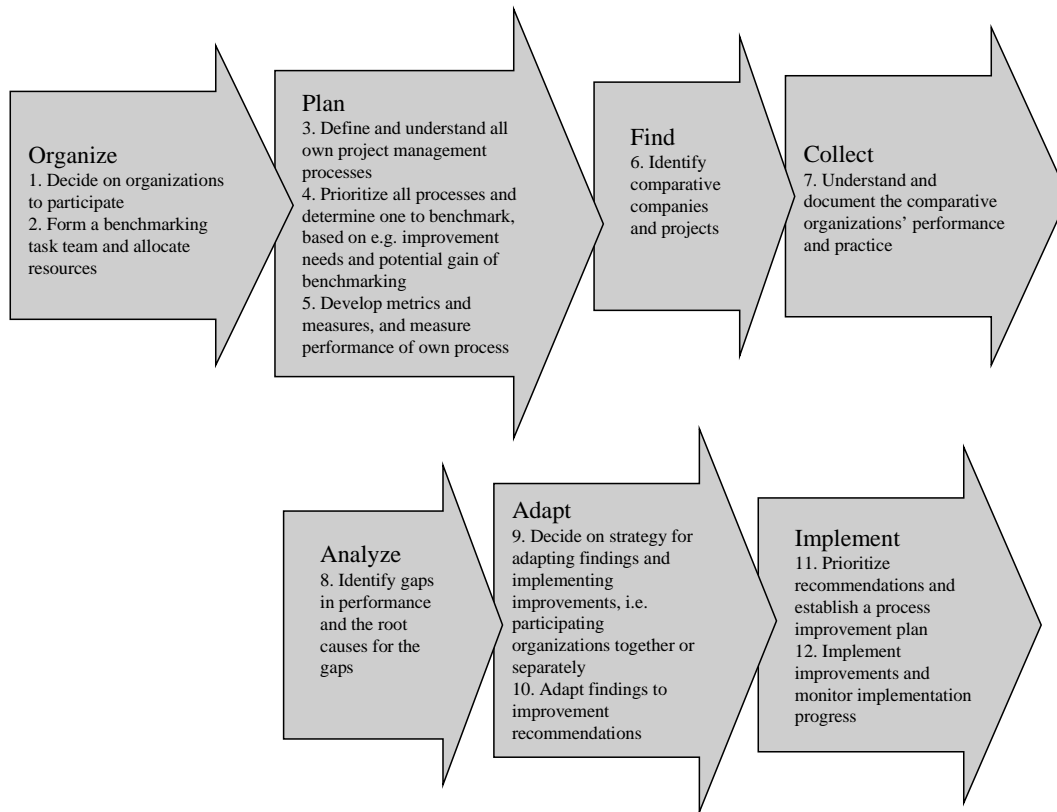 Organize
1. Decide on organizations
to participate
2. Form a benchmarking
task team and allocate
resources
Plan
3. Define and understand all
own project management
processes
4. Prioritize all processes and
determine one to benchmark,
based on e.g. improvement
needs and potential gain of
benchmarking
5. Develop metrics and
measures, and measure
performance of own process
Find
6. Identify
comparative
companies
and projects
Collect
7. Understand and
document the comparative
organizations’ performance
and practice
Analyze
8. Identify gaps
in performance
and the root
causes for the
gaps
Adapt
9. Decide on strategy for
adapting findings and
implementing
improvements, i.e.
participating
organizations together or
separately
10. Adapt findings to
improvement
recommendations
Implement
11. Prioritize
recommendations and
establish a process
improvement plan
12. Implement
improvements and
monitor implementation
progress